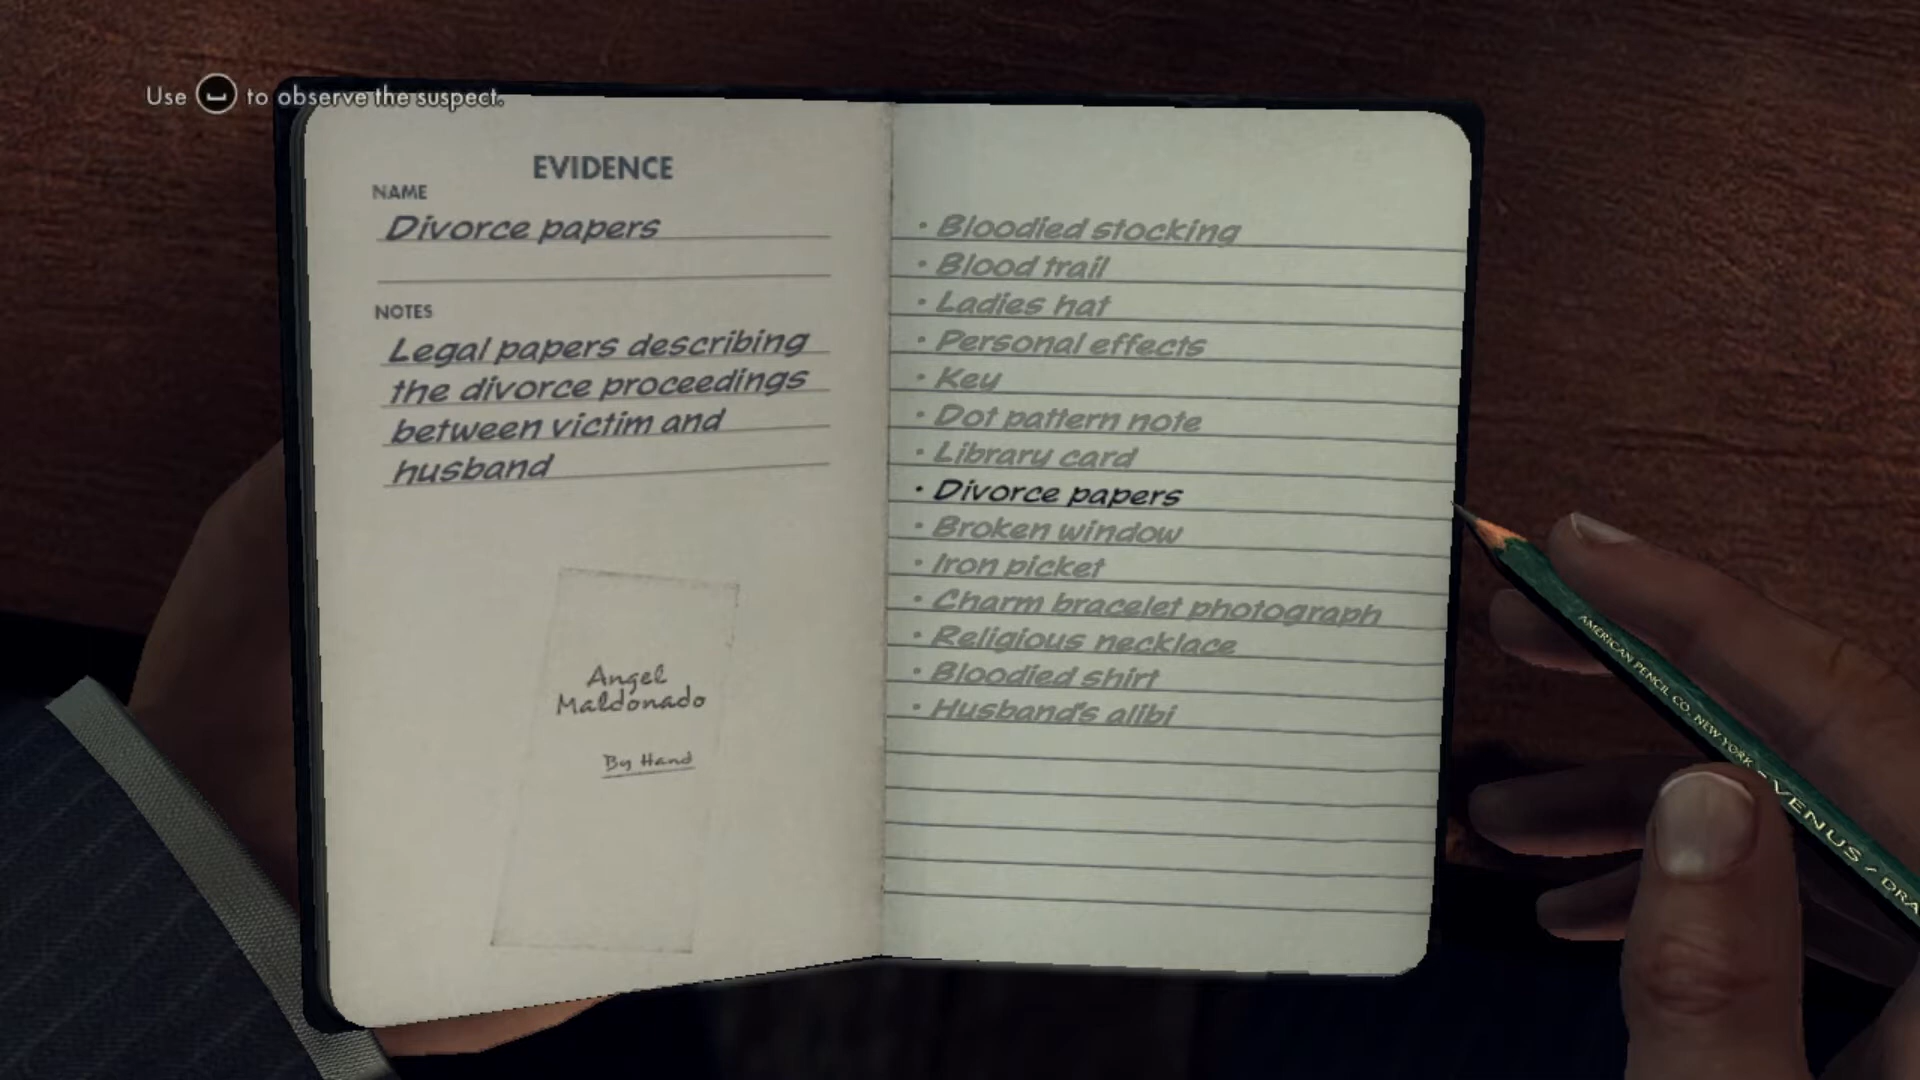 Use to observe the suspect.
EVIDENCE
NAME
Divorce papers
NOTES
Legal papers describing
the divorce proceedings
between victim and
husband
Angel
Maldonado
By Hand
• Bloodied stocking
• Blood trail
• Ladies hat
• Personal effects
• Key
• Dot pattern note
• Library card
• Divorce papers
• Broken window
• Iron picket
• Charm bracelet photograph
• Religious necklace
• Bloodied shirt
• Husband's alibi
AMERICAN PENCIL CO. NEW YORK - VENUS / DRA